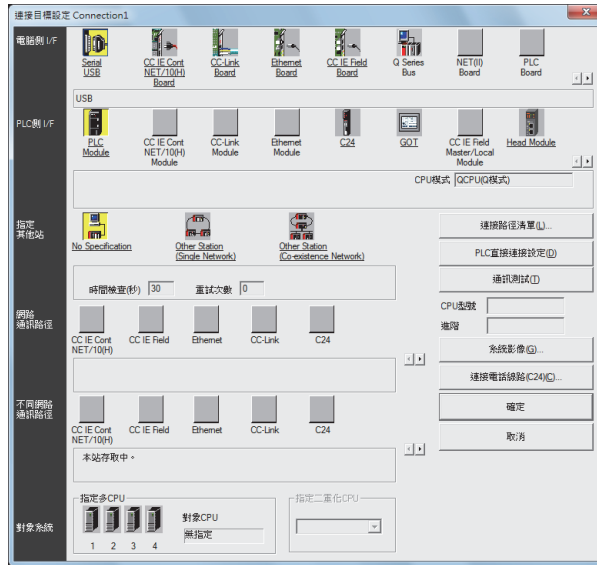 連接目標設定 Connection1
電腦側 I/F
Serial
USB
CC IE Cont
NET/10(H)
Board
CC-Link
Board
Ethernet
Board
CC IE Field
Board
Q Series
Bus
NET(II)
Board
PLC
Board
USB
PLC側 I/F
PLC
Module
CC IE Cont
NET/10(H)
Module
CC-Link
Module
Ethernet
Module
C24
GOT
CC IE Field
Master/Local
Module
Head Module
CPU模式 QCPU(Q模式)
指定
其他站
No Specification
Other Station
(Single Network)
Other Station
(Co-existence Network)
時間檢查(秒) 30 重試次數 0
連接路徑清單(L)...
PLC直接連接設定(D)
通訊測試(T)
CPU型號
進階
系統影像(G)...
連接電話線路(C24)(C)...
確定
取消
網路
通訊路徑
CC IE Cont
NET/10(H)
CC IE Field
Ethernet
CC-Link
C24
不同網路
通訊路徑
CC IE Cont
NET/10(H)
CC IE Field
Ethernet
CC-Link
C24
本站存取中。
對象系統
指定多CPU
1 2 3 4
對象CPU
無指定
指定二重化CPU